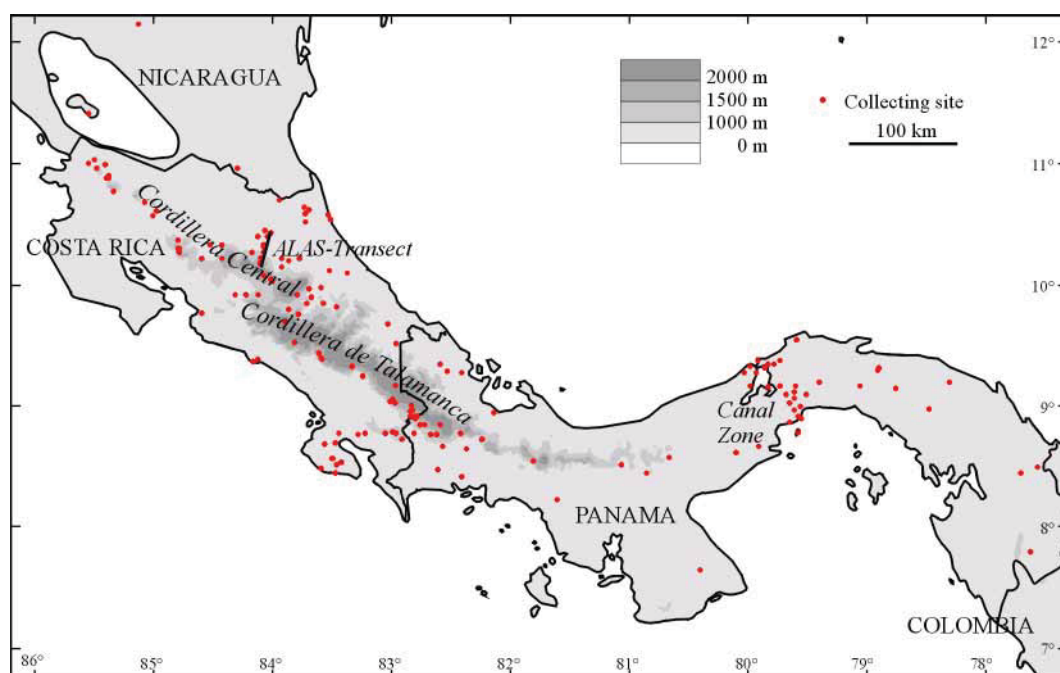 12°
NICARAGUA
2000 m
1500 m
1000 m
0 m
Collecting site
100 km
11°
Cordillera Central
COSTA RICA
ALAS-Transect
10°
Cordillera de Talamanca
9°
Canal
Zone
PANAMA
8°
COLOMBIA
7°
86°
85°
84°
83°
82°
81°
80°
79°
78°